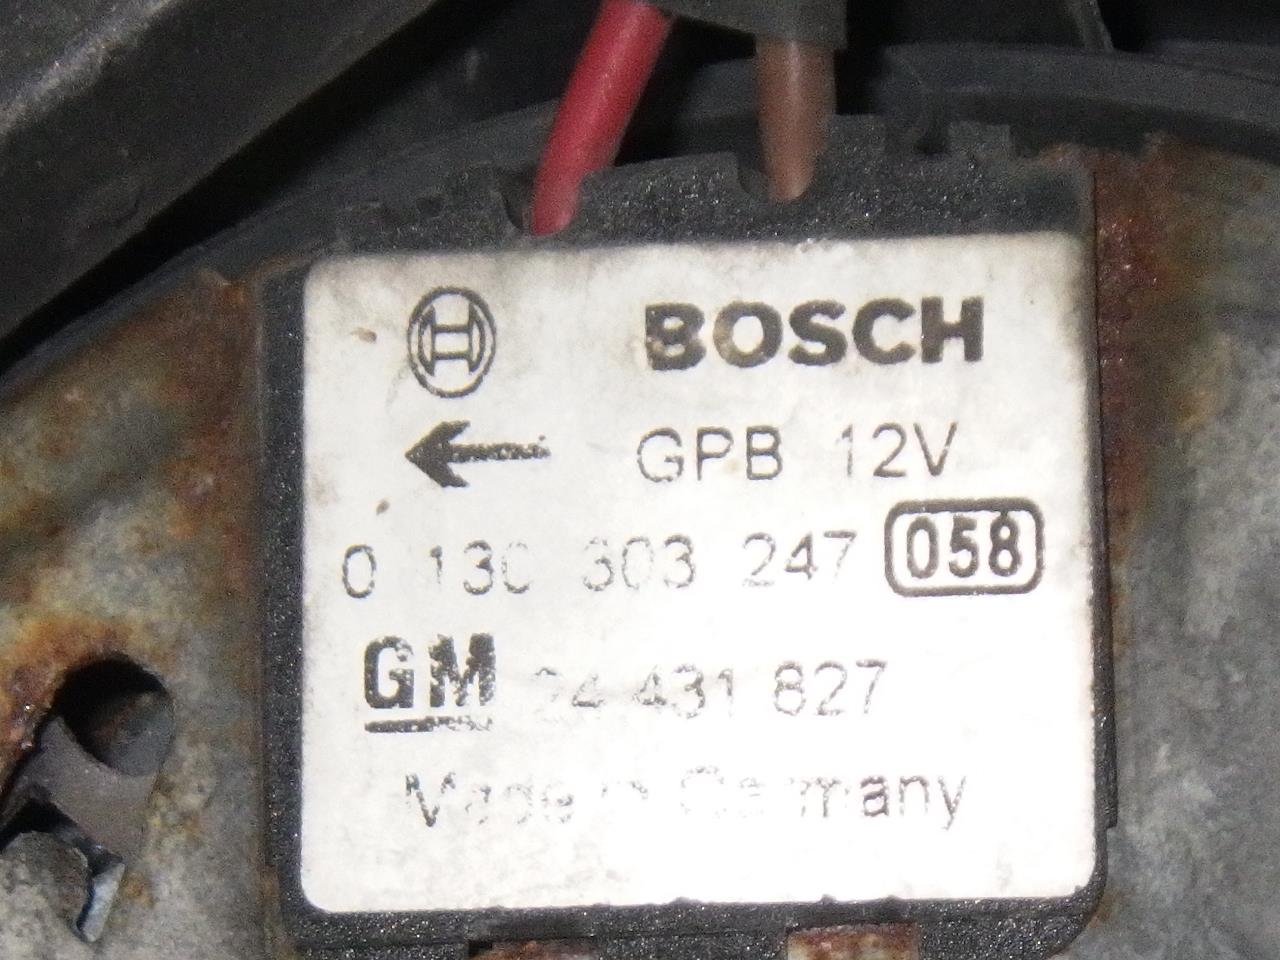 BOSCH
GPB 12V
0 130 303 247 058
GM 24 431 827
Made in Germany